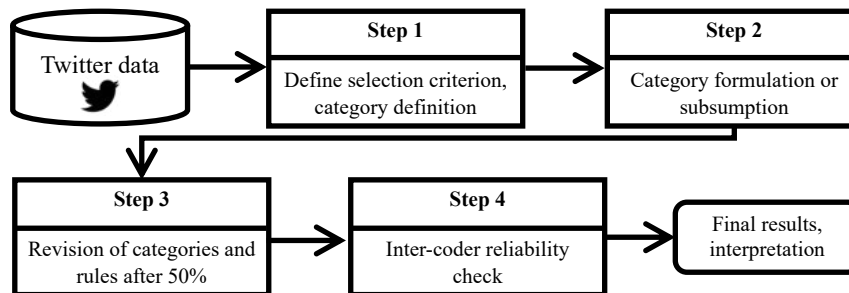 Twitter data
Step 1
Define selection criterion,
category definition
Step 2
Category formulation or
subsumption
Step 3
Revision of categories and
rules after 50%
Step 4
Inter-coder reliability
check
Final results,
interpretation